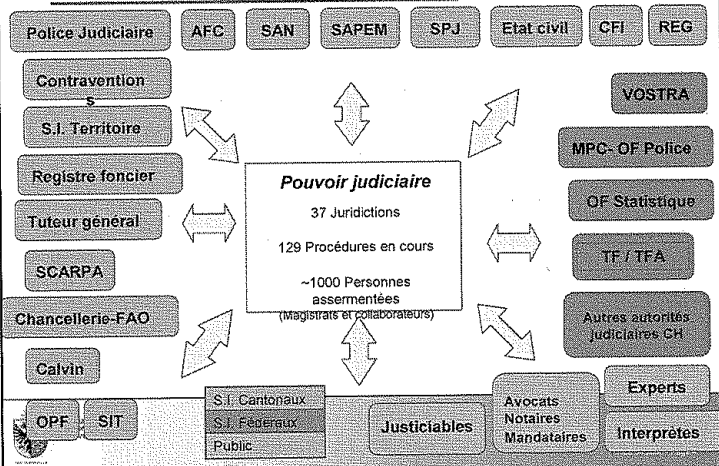 Police Judiciaire
AFC
SAN
SAPEM
SPJ
Etat civil
CFI
REG
Contravention
s
S.I. Territoire
Registre foncier
Tuteur général
SCARPA
Chancellerie-FAO
Calvin
OPF
SIT
Pouvoir judiciaire
37 Juridictions
129 Procédures en cours
~1000 Personnes
assermentées
(Magistrats et collaborateurs)
VOSTRA
MPC- OF Police
OF Statistique
TF / TFA
Autres autorités
judiciaires CH
S.I. Cantonaux
S.I. Fédéraux
Public
Justiciables
Avocats
Notaires
Mandataires
Experts
Interprètes